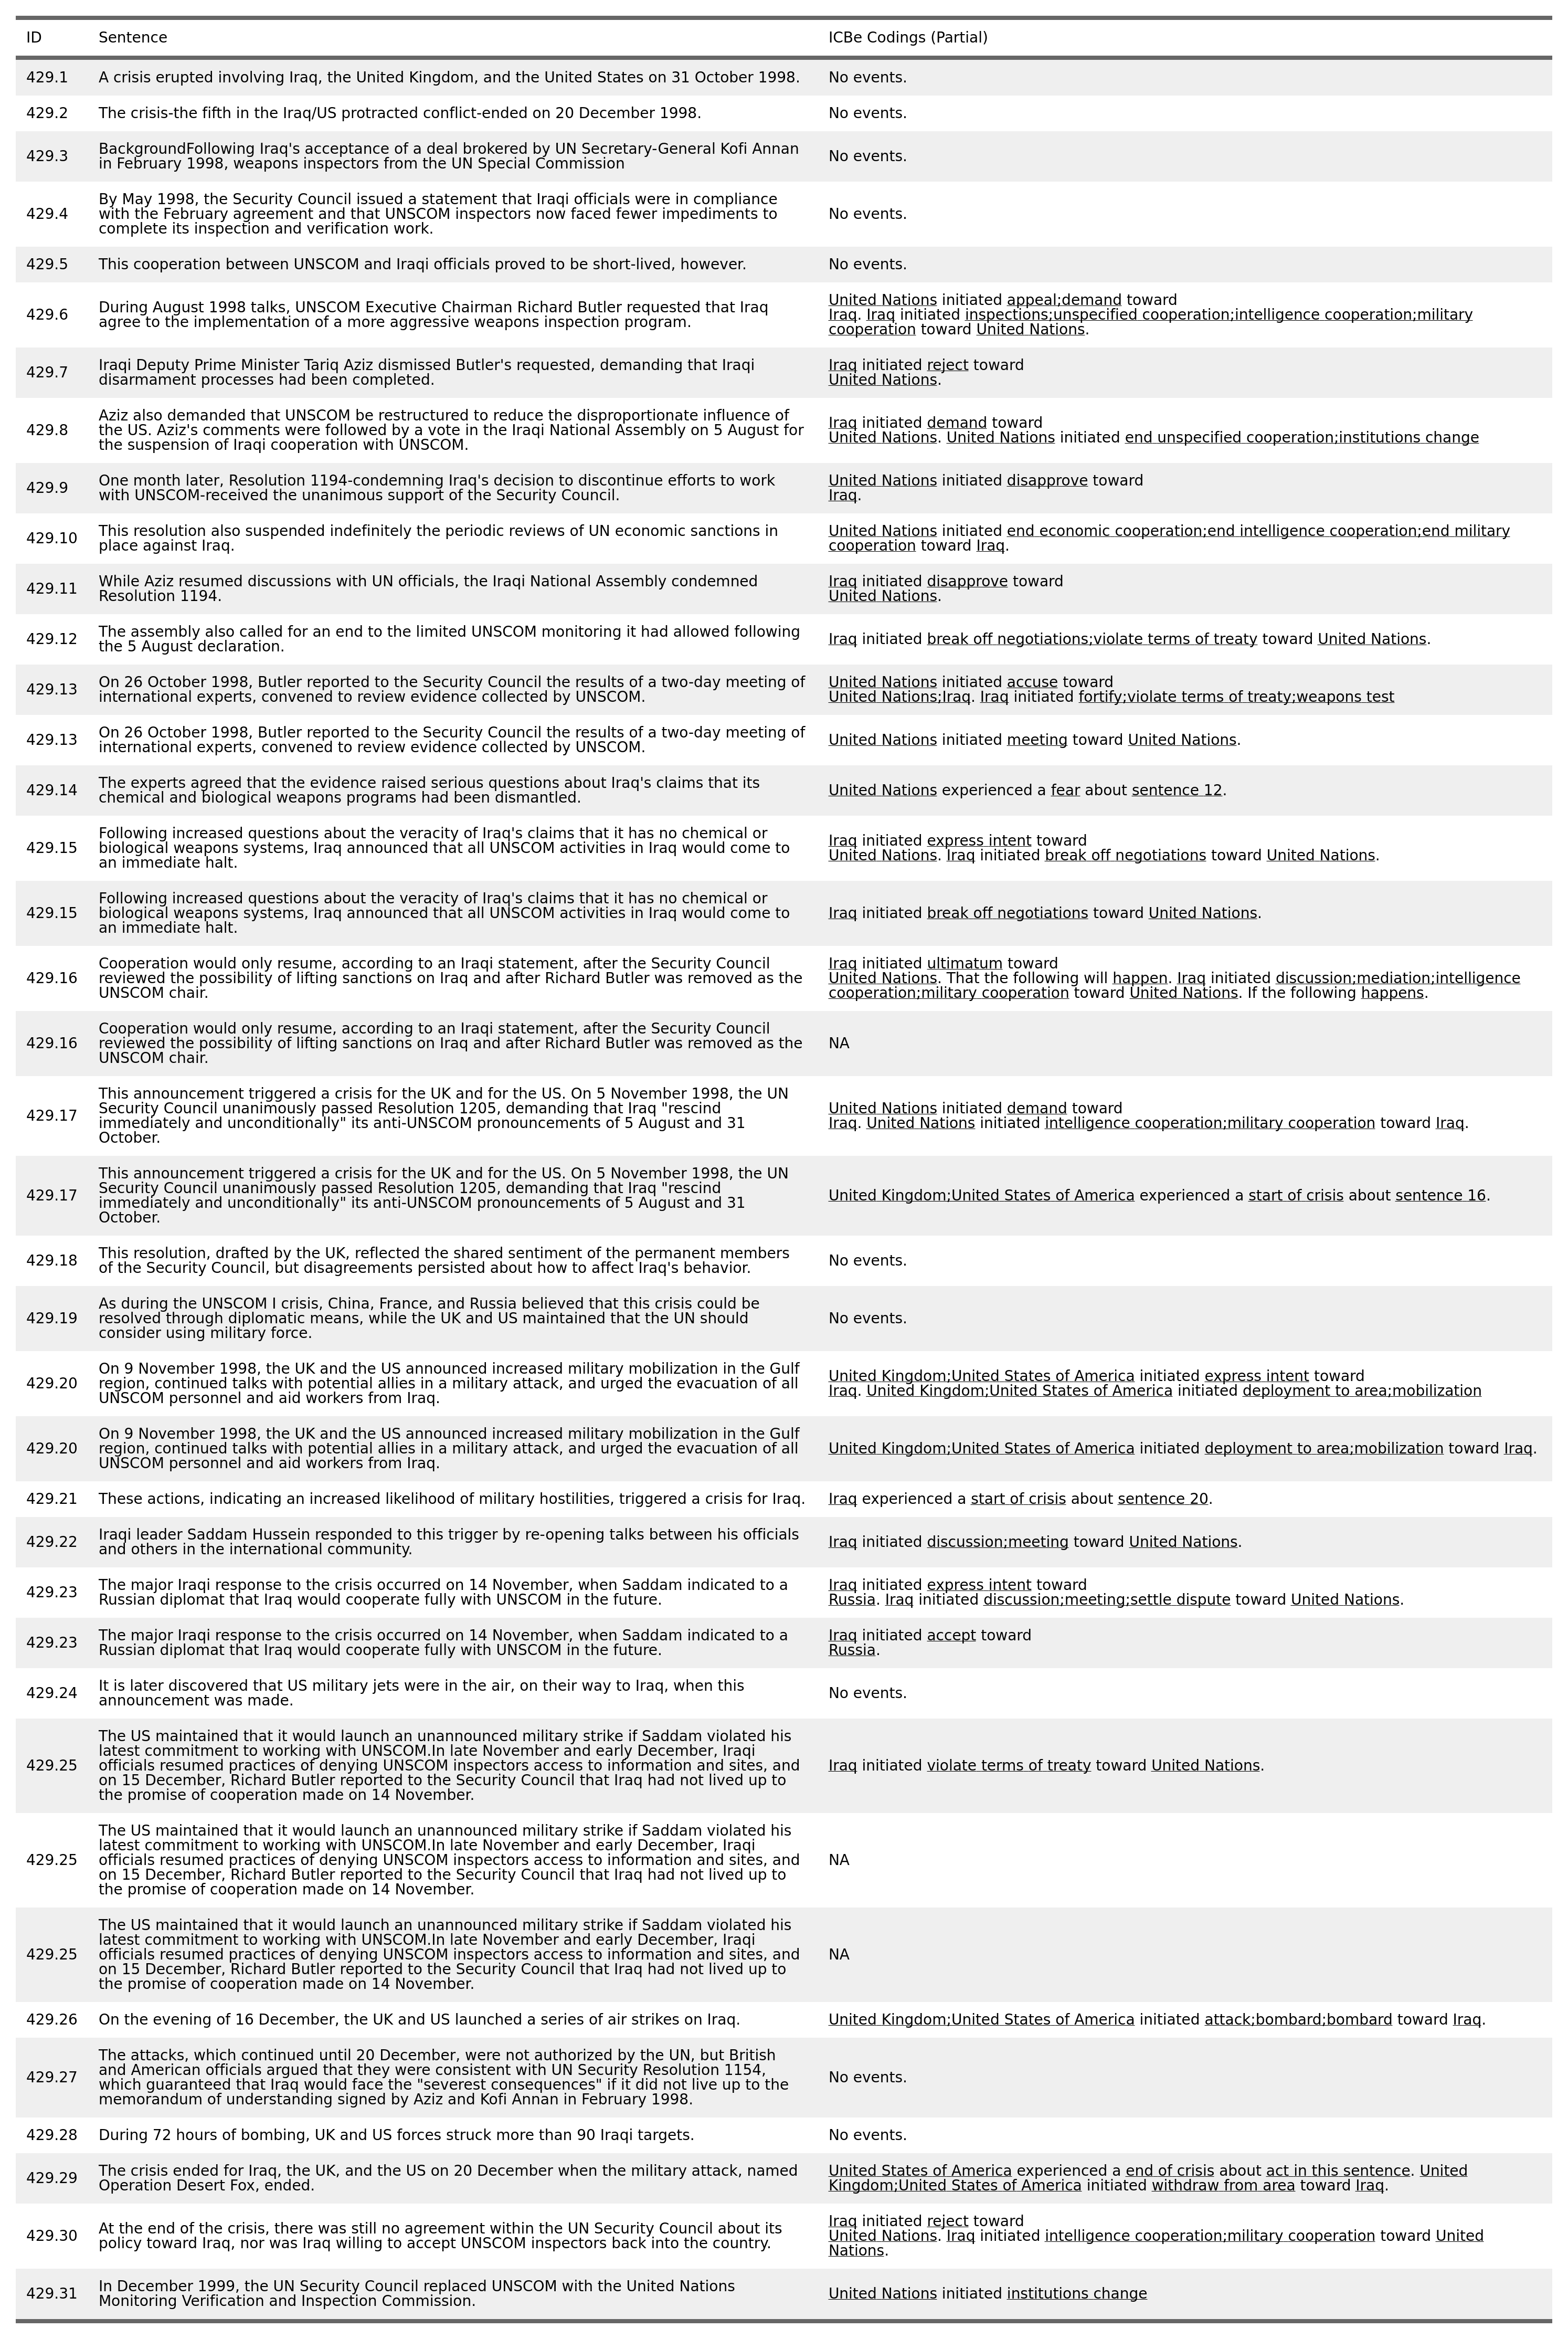 ID Sentence ICBe Codings (Partial)
429.1 A crisis erupted involving Iraq, the United Kingdom, and the United States on 31 October 1998. No events.
429.2 The crisis-the fifth in the Iraq/US protracted conflict-ended on 20 December 1998. No events.
429.3 BackgroundFollowing Iraq's acceptance of a deal brokered by UN Secretary-General Kofi Annan
in February 1998, weapons inspectors from the UN Special Commission
No events.
429.4 By May 1998, the Security Council issued a statement that Iraqi officials were in compliance
with the February agreement and that UNSCOM inspectors now faced fewer impediments to
complete its inspection and verification work.
No events.
429.5 This cooperation between UNSCOM and Iraqi officials proved to be short-lived, however. No events.
429.6 During August 1998 talks, UNSCOM Executive Chairman Richard Butler requested that Iraq
agree to the implementation of a more aggressive weapons inspection program.
United Nations initiated appeal;demand toward
Iraq. Iraq initiated inspections;unspecified cooperation;intelligence cooperation;military
cooperation toward United Nations.
429.7 Iraqi Deputy Prime Minister Tariq Aziz dismissed Butler's requested, demanding that Iraqi
disarmament processes had been completed.
Iraq initiated reject toward
United Nations.
429.8 Aziz also demanded that UNSCOM be restructured to reduce the disproportionate influence of
the US. Aziz's comments were followed by a vote in the Iraqi National Assembly on 5 August for
the suspension of Iraqi cooperation with UNSCOM.
Iraq initiated demand toward
United Nations. United Nations initiated end unspecified cooperation;institutions change
429.9 One month later, Resolution 1194-condemning Iraq's decision to discontinue efforts to work
with UNSCOM-received the unanimous support of the Security Council.
United Nations initiated disapprove toward
Iraq.
429.10 This resolution also suspended indefinitely the periodic reviews of UN economic sanctions in
place against Iraq.
United Nations initiated end economic cooperation;end intelligence cooperation;end military
cooperation toward Iraq.
429.11 While Aziz resumed discussions with UN officials, the Iraqi National Assembly condemned
Resolution 1194.
Iraq initiated disapprove toward
United Nations.
429.12 The assembly also called for an end to the limited UNSCOM monitoring it had allowed following
the 5 August declaration.
Iraq initiated break off negotiations;violate terms of treaty toward United Nations.
429.13 On 26 October 1998, Butler reported to the Security Council the results of a two-day meeting of
international experts, convened to review evidence collected by UNSCOM.
United Nations initiated accuse toward
United Nations;Iraq. Iraq initiated fortify;violate terms of treaty;weapons test
429.13 On 26 October 1998, Butler reported to the Security Council the results of a two-day meeting of
international experts, convened to review evidence collected by UNSCOM.
United Nations initiated meeting toward United Nations.
429.14 The experts agreed that the evidence raised serious questions about Iraq's claims that its
chemical and biological weapons programs had been dismantled.
United Nations experienced a fear about sentence 12.
429.15 Following increased questions about the veracity of Iraq's claims that it has no chemical or
biological weapons systems, Iraq announced that all UNSCOM activities in Iraq would come to
an immediate halt.
Iraq initiated express intent toward
United Nations. Iraq initiated break off negotiations toward United Nations.
429.15 Following increased questions about the veracity of Iraq's claims that it has no chemical or
biological weapons systems, Iraq announced that all UNSCOM activities in Iraq would come to
an immediate halt.
Iraq initiated break off negotiations toward United Nations.
429.16 Cooperation would only resume, according to an Iraqi statement, after the Security Council
reviewed the possibility of lifting sanctions on Iraq and after Richard Butler was removed as the
UNSCOM chair.
Iraq initiated ultimatum toward
United Nations. That the following will happen. Iraq initiated discussion;mediation;intelligence
cooperation;military cooperation toward United Nations. If the following happens.
429.16 Cooperation would only resume, according to an Iraqi statement, after the Security Council
reviewed the possibility of lifting sanctions on Iraq and after Richard Butler was removed as the
UNSCOM chair.
NA
429.17 This announcement triggered a crisis for the UK and for the US. On 5 November 1998, the UN
Security Council unanimously passed Resolution 1205, demanding that Iraq "rescind
immediately and unconditionally" its anti-UNSCOM pronouncements of 5 August and 31
October.
United Nations initiated demand toward
Iraq. United Nations initiated intelligence cooperation;military cooperation toward Iraq.
429.17 This announcement triggered a crisis for the UK and for the US. On 5 November 1998, the UN
Security Council unanimously passed Resolution 1205, demanding that Iraq "rescind
immediately and unconditionally" its anti-UNSCOM pronouncements of 5 August and 31
October.
United Kingdom;United States of America experienced a start of crisis about sentence 16.
429.18 This resolution, drafted by the UK, reflected the shared sentiment of the permanent members
of the Security Council, but disagreements persisted about how to affect Iraq's behavior.
No events.
429.19 As during the UNSCOM I crisis, China, France, and Russia believed that this crisis could be
resolved through diplomatic means, while the UK and US maintained that the UN should
consider using military force.
No events.
429.20 On 9 November 1998, the UK and the US announced increased military mobilization in the Gulf
region, continued talks with potential allies in a military attack, and urged the evacuation of all
UNSCOM personnel and aid workers from Iraq.
United Kingdom;United States of America initiated express intent toward
Iraq. United Kingdom;United States of America initiated deployment to area;mobilization
429.20 On 9 November 1998, the UK and the US announced increased military mobilization in the Gulf
region, continued talks with potential allies in a military attack, and urged the evacuation of all
UNSCOM personnel and aid workers from Iraq.
United Kingdom;United States of America initiated deployment to area;mobilization toward Iraq.
429.21 These actions, indicating an increased likelihood of military hostilities, triggered a crisis for Iraq. Iraq experienced a start of crisis about sentence 20.
429.22 Iraqi leader Saddam Hussein responded to this trigger by re-opening talks between his officials
and others in the international community.
Iraq initiated discussion;meeting toward United Nations.
429.23 The major Iraqi response to the crisis occurred on 14 November, when Saddam indicated to a
Russian diplomat that Iraq would cooperate fully with UNSCOM in the future.
Iraq initiated express intent toward
Russia. Iraq initiated discussion;meeting;settle dispute toward United Nations.
429.23 The major Iraqi response to the crisis occurred on 14 November, when Saddam indicated to a
Russian diplomat that Iraq would cooperate fully with UNSCOM in the future.
Iraq initiated accept toward
Russia.
429.24 It is later discovered that US military jets were in the air, on their way to Iraq, when this
announcement was made.
No events.
429.25 The US maintained that it would launch an unannounced military strike if Saddam violated his
latest commitment to working with UNSCOM.In late November and early December, Iraqi
officials resumed practices of denying UNSCOM inspectors access to information and sites, and
on 15 December, Richard Butler reported to the Security Council that Iraq had not lived up to
the promise of cooperation made on 14 November.
Iraq initiated violate terms of treaty toward United Nations.
429.25 The US maintained that it would launch an unannounced military strike if Saddam violated his
latest commitment to working with UNSCOM.In late November and early December, Iraqi
officials resumed practices of denying UNSCOM inspectors access to information and sites, and
on 15 December, Richard Butler reported to the Security Council that Iraq had not lived up to
the promise of cooperation made on 14 November.
NA
429.25 The US maintained that it would launch an unannounced military strike if Saddam violated his
latest commitment to working with UNSCOM.In late November and early December, Iraqi
officials resumed practices of denying UNSCOM inspectors access to information and sites, and
on 15 December, Richard Butler reported to the Security Council that Iraq had not lived up to
the promise of cooperation made on 14 November.
NA
429.26 On the evening of 16 December, the UK and US launched a series of air strikes on Iraq. United Kingdom;United States of America initiated attack;bombard;bombard toward Iraq.
429.27 The attacks, which continued until 20 December, were not authorized by the UN, but British
and American officials argued that they were consistent with UN Security Resolution 1154,
which guaranteed that Iraq would face the "severest consequences" if it did not live up to the
memorandum of understanding signed by Aziz and Kofi Annan in February 1998.
No events.
429.28 During 72 hours of bombing, UK and US forces struck more than 90 Iraqi targets. No events.
429.29 The crisis ended for Iraq, the UK, and the US on 20 December when the military attack, named
Operation Desert Fox, ended.
United States of America experienced a end of crisis about act in this sentence. United
Kingdom;United States of America initiated withdraw from area toward Iraq.
429.30 At the end of the crisis, there was still no agreement within the UN Security Council about its
policy toward Iraq, nor was Iraq willing to accept UNSCOM inspectors back into the country.
Iraq initiated reject toward
United Nations. Iraq initiated intelligence cooperation;military cooperation toward United
Nations.
429.31 In December 1999, the UN Security Council replaced UNSCOM with the United Nations
Monitoring Verification and Inspection Commission.
United Nations initiated institutions change